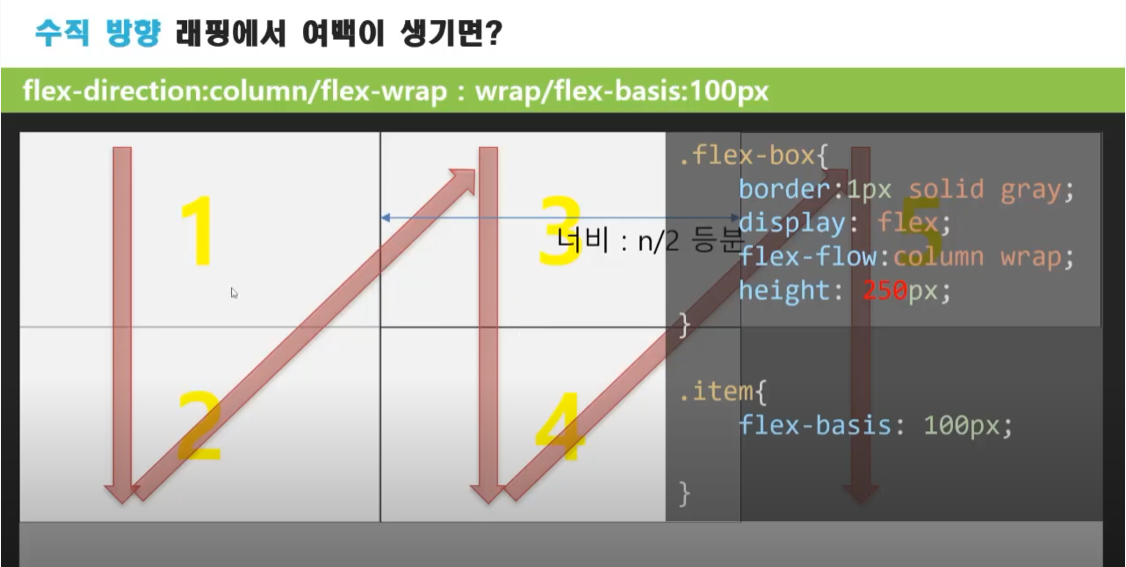 수직 방향 래핑에서 여백이 생기면?
flex-direction:column/flex-wrap : wrap/flex-basis:100px
1
3
5
너비 : n/2 등분
2
4
.flex-box{
border:1px solid gray;
display: flex;
flex-flow:column wrap;
height: 250px;
}
.item{
flex-basis: 100px;
}